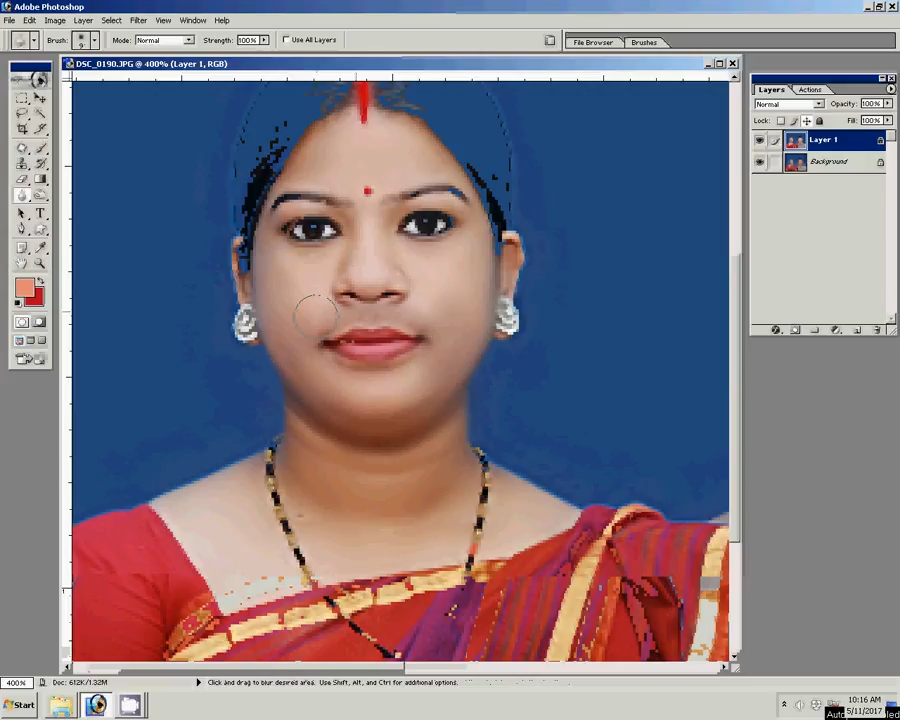 Adobe Photoshop
File Edit Image Layer Select Filter View Window Help
Brush: 9 Mode: Normal Strength: 100% Use All Layers File Browser Brushes
DSC_0190.JPG @ 400% (Layer 1, RGB)
Layers Actions
Normal Opacity: 100%
Lock: Fill: 100%
Layer 1
Background
400% Doc: 612K/1.32M Click and drag to blur desired area. Use Shift, Alt, and Ctrl for additional options.
Start 10:16 AM
5/11/2017